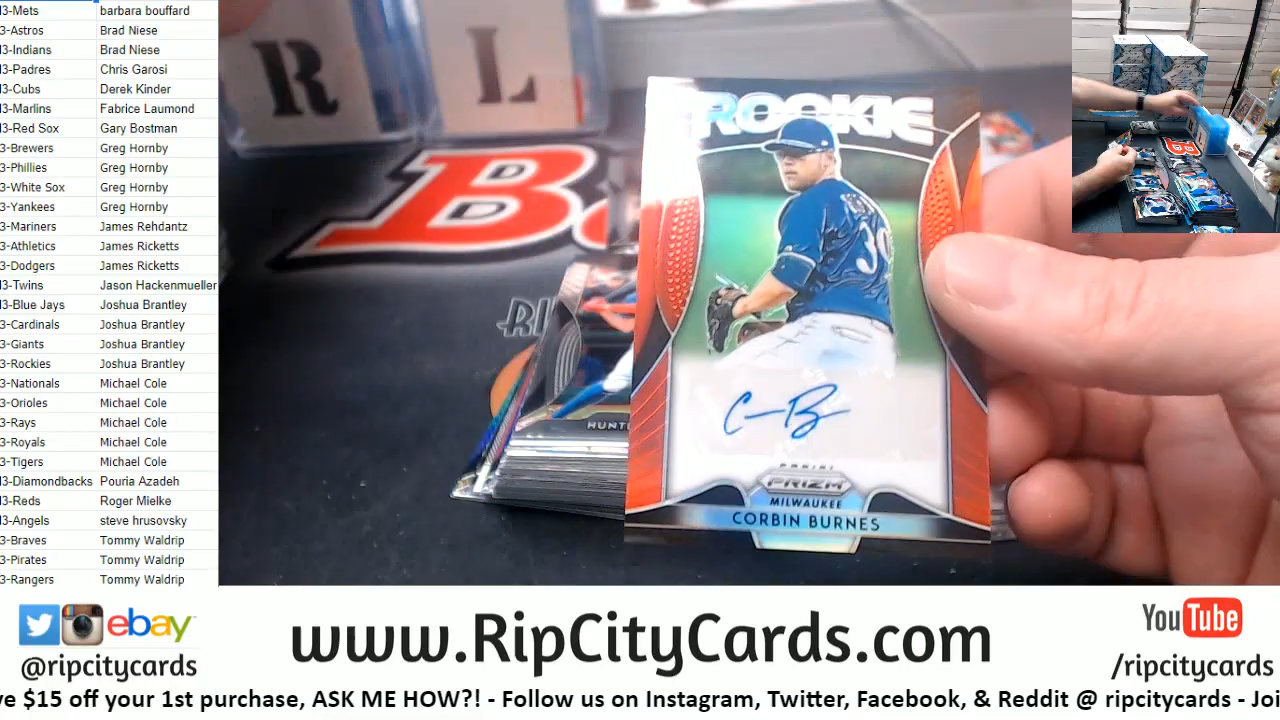 3-Mets barbara bouffard
3-Astros Brad Niese
3-Indians Brad Niese
3-Padres Chris Garosi
3-Cubs Derek Kinder
3-Marlins Fabrice Laumond
3-Red Sox Gary Bostman
3-Brewers Greg Hornby
3-Phillies Greg Hornby
3-White Sox Greg Hornby
3-Yankees Greg Hornby
3-Mariners James Rehdantz
3-Athletics James Ricketts
3-Dodgers James Ricketts
3-Twins Jason Hackenmueller
3-Blue Jays Joshua Brantley
3-Cardinals Joshua Brantley
3-Giants Joshua Brantley
3-Rockies Joshua Brantley
3-Nationals Michael Cole
3-Orioles Michael Cole
3-Rays Michael Cole
3-Royals Michael Cole
3-Tigers Michael Cole
3-Diamondbacks Pouria Azadeh
3-Reds Roger Mielke
3-Angels steve hrusovsky
3-Braves Tommy Waldrip
3-Pirates Tommy Waldrip
3-Rangers Tommy Waldrip
R L
B
RI
HUNTE
ROOKIE
39
PANINI
PRIZM
MILWAUKEE
CORBIN BURNES
ebay
@ripcitycards
www.RipCityCards.com
YouTube
/ripcitycards
ve $15 off your 1st purchase, ASK ME HOW?! - Follow us on Instagram, Twitter, Facebook, & Reddit @ ripcitycards - Joi